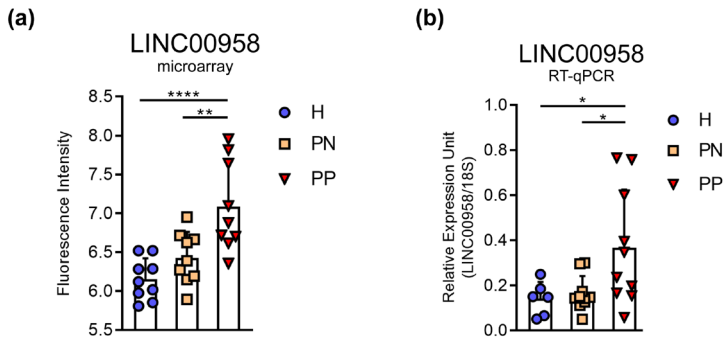 (a)
LINC00958
microarray
Fluorescence Intensity
8.5
8.0
7.5
7.0
6.5
6.0
5.5
****
**
H
PN
PP
(b)
LINC00958
RT-qPCR
Relative Expression Unit
(LINC00958/18S)
1.0
0.8
0.6
0.4
0.2
0.0
*
*
H
PN
PP